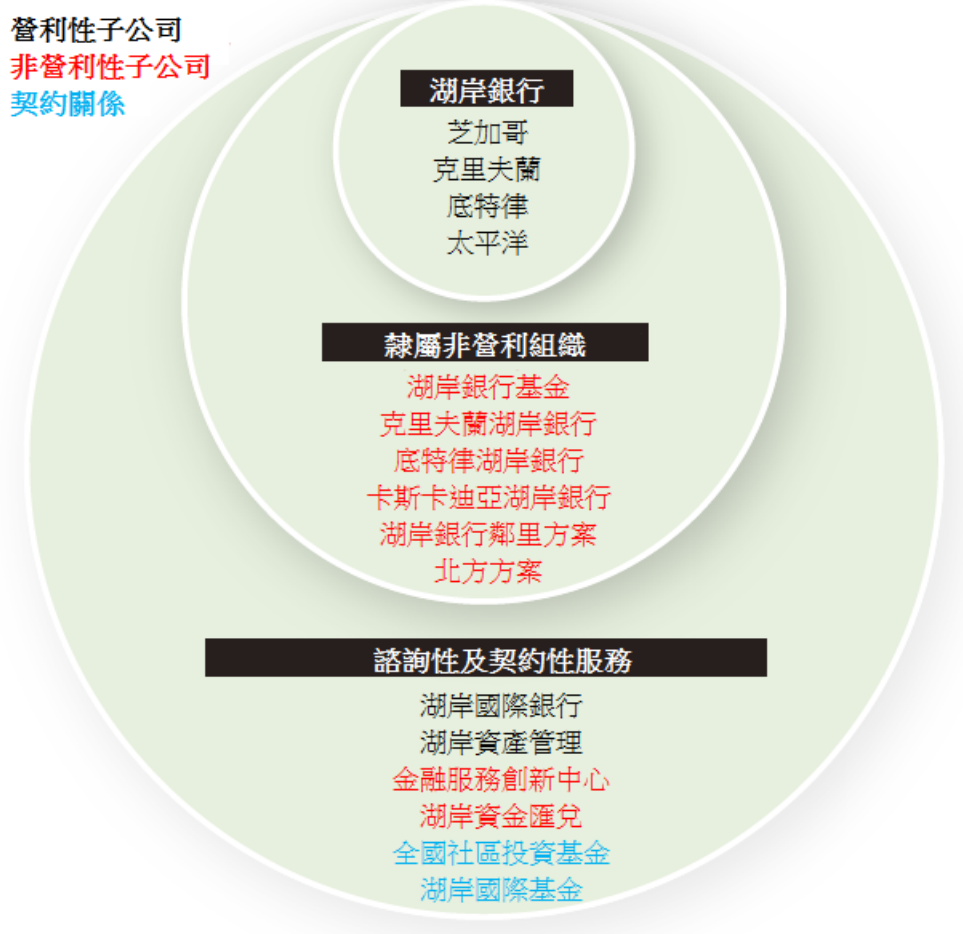 營利性子公司
非營利性子公司
契約關係
湖岸銀行
芝加哥
克里夫蘭
底特律
太平洋
隸屬非營利組織
湖岸銀行基金
克里夫蘭湖岸銀行
底特律湖岸銀行
卡斯卡迪亞湖岸銀行
湖岸銀行鄰里方案
北方方案
諮詢性及契約性服務
湖岸國際銀行
湖岸資產管理
金融服務創新中心
湖岸資金匯兌
全國社區投資基金
湖岸國際基金